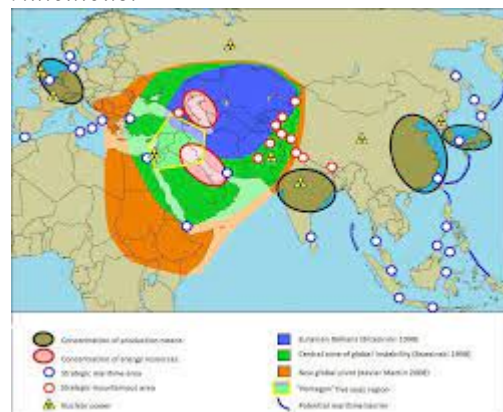 Concentration of production means
Concentration of energy resources
Strategic maritime area
Strategic mountainous area
Nuclear power
Eurasian Balkans (Brzezinski 1998)
Central zone of global instability (Brzezinski 1998)
New global pivot (Xavier Martin 2008)
"Pentagon" five seas region
Potential maritime barrier